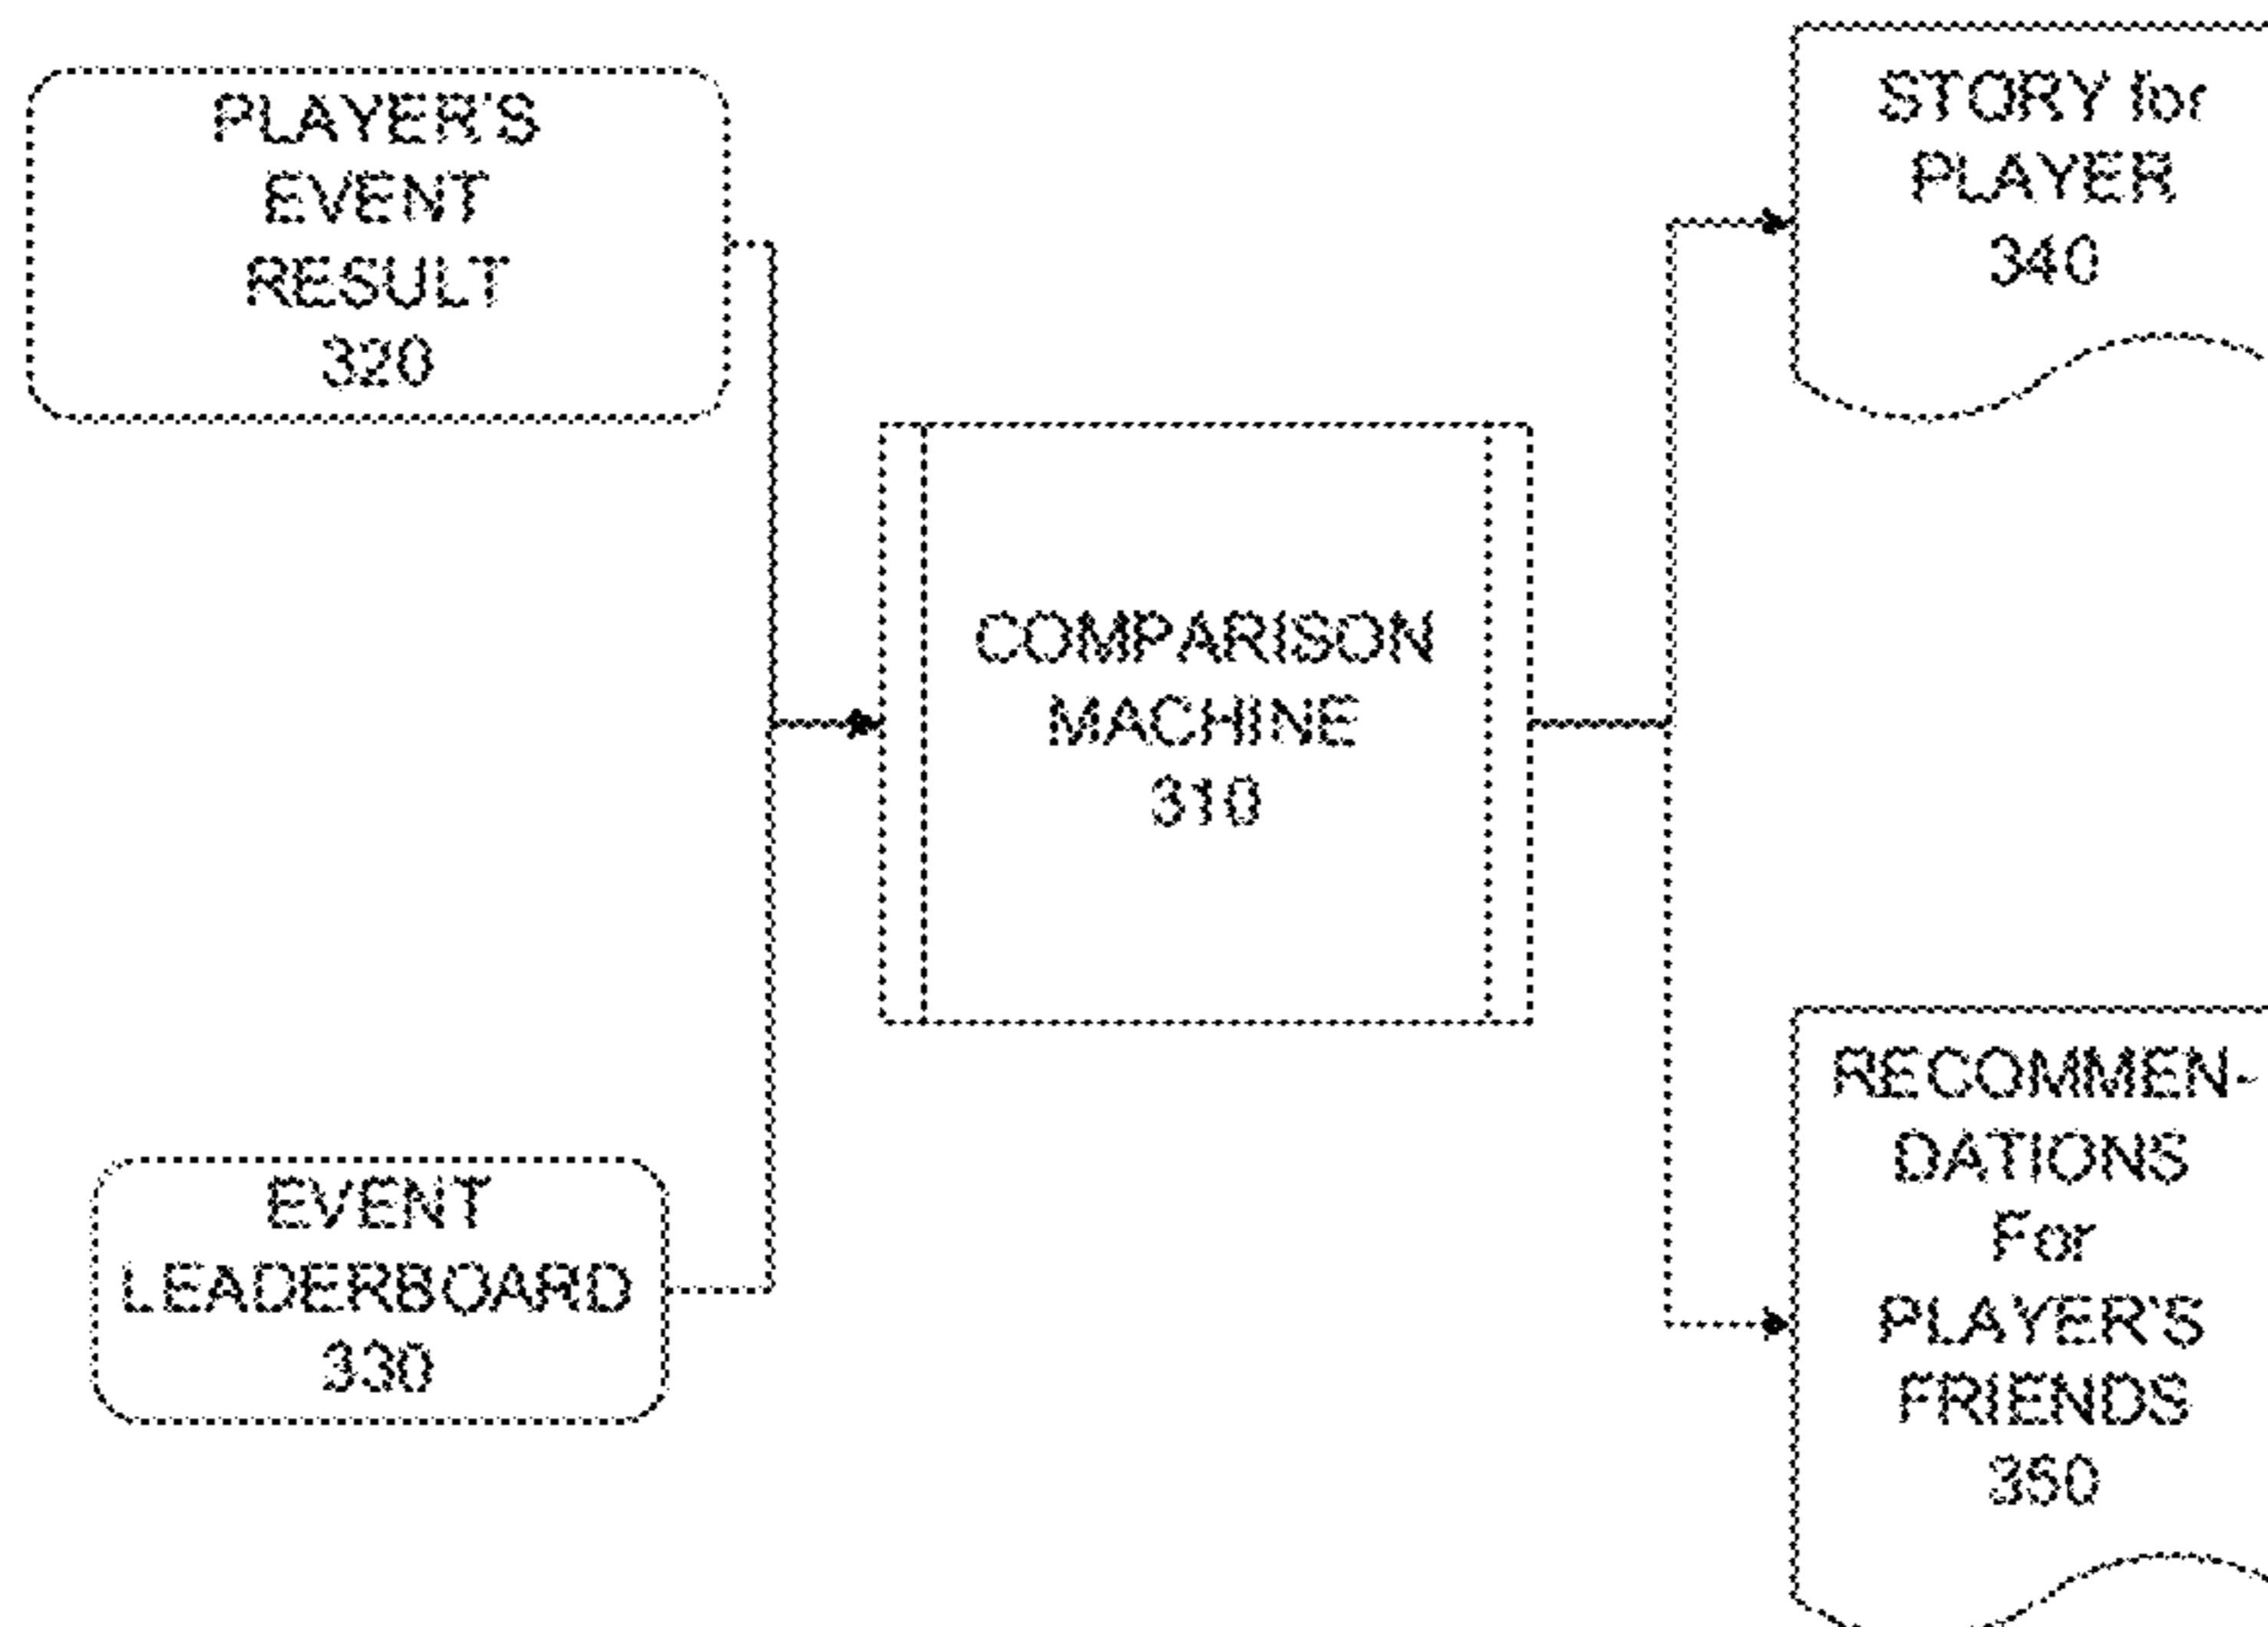 PLAYER'S
EVENT
RESULT
320
STORY for
PLAYER
340
COMPARISON
MACHINE
310
EVENT
LEADERBOARD
330
RECOMMEN-
DATIONS
For
PLAYER'S
FRIENDS
350